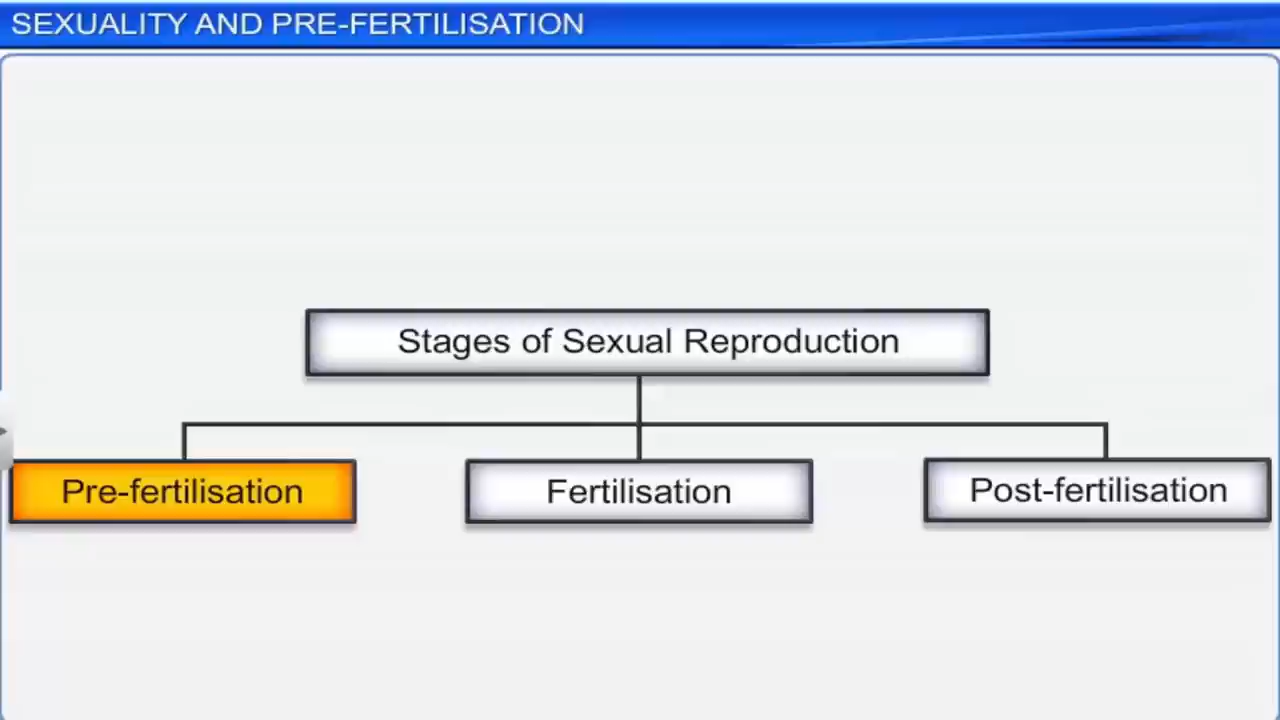 SEXUALITY AND PRE-FERTILISATION
Stages of Sexual Reproduction
Pre-fertilisation
Fertilisation
Post-fertilisation